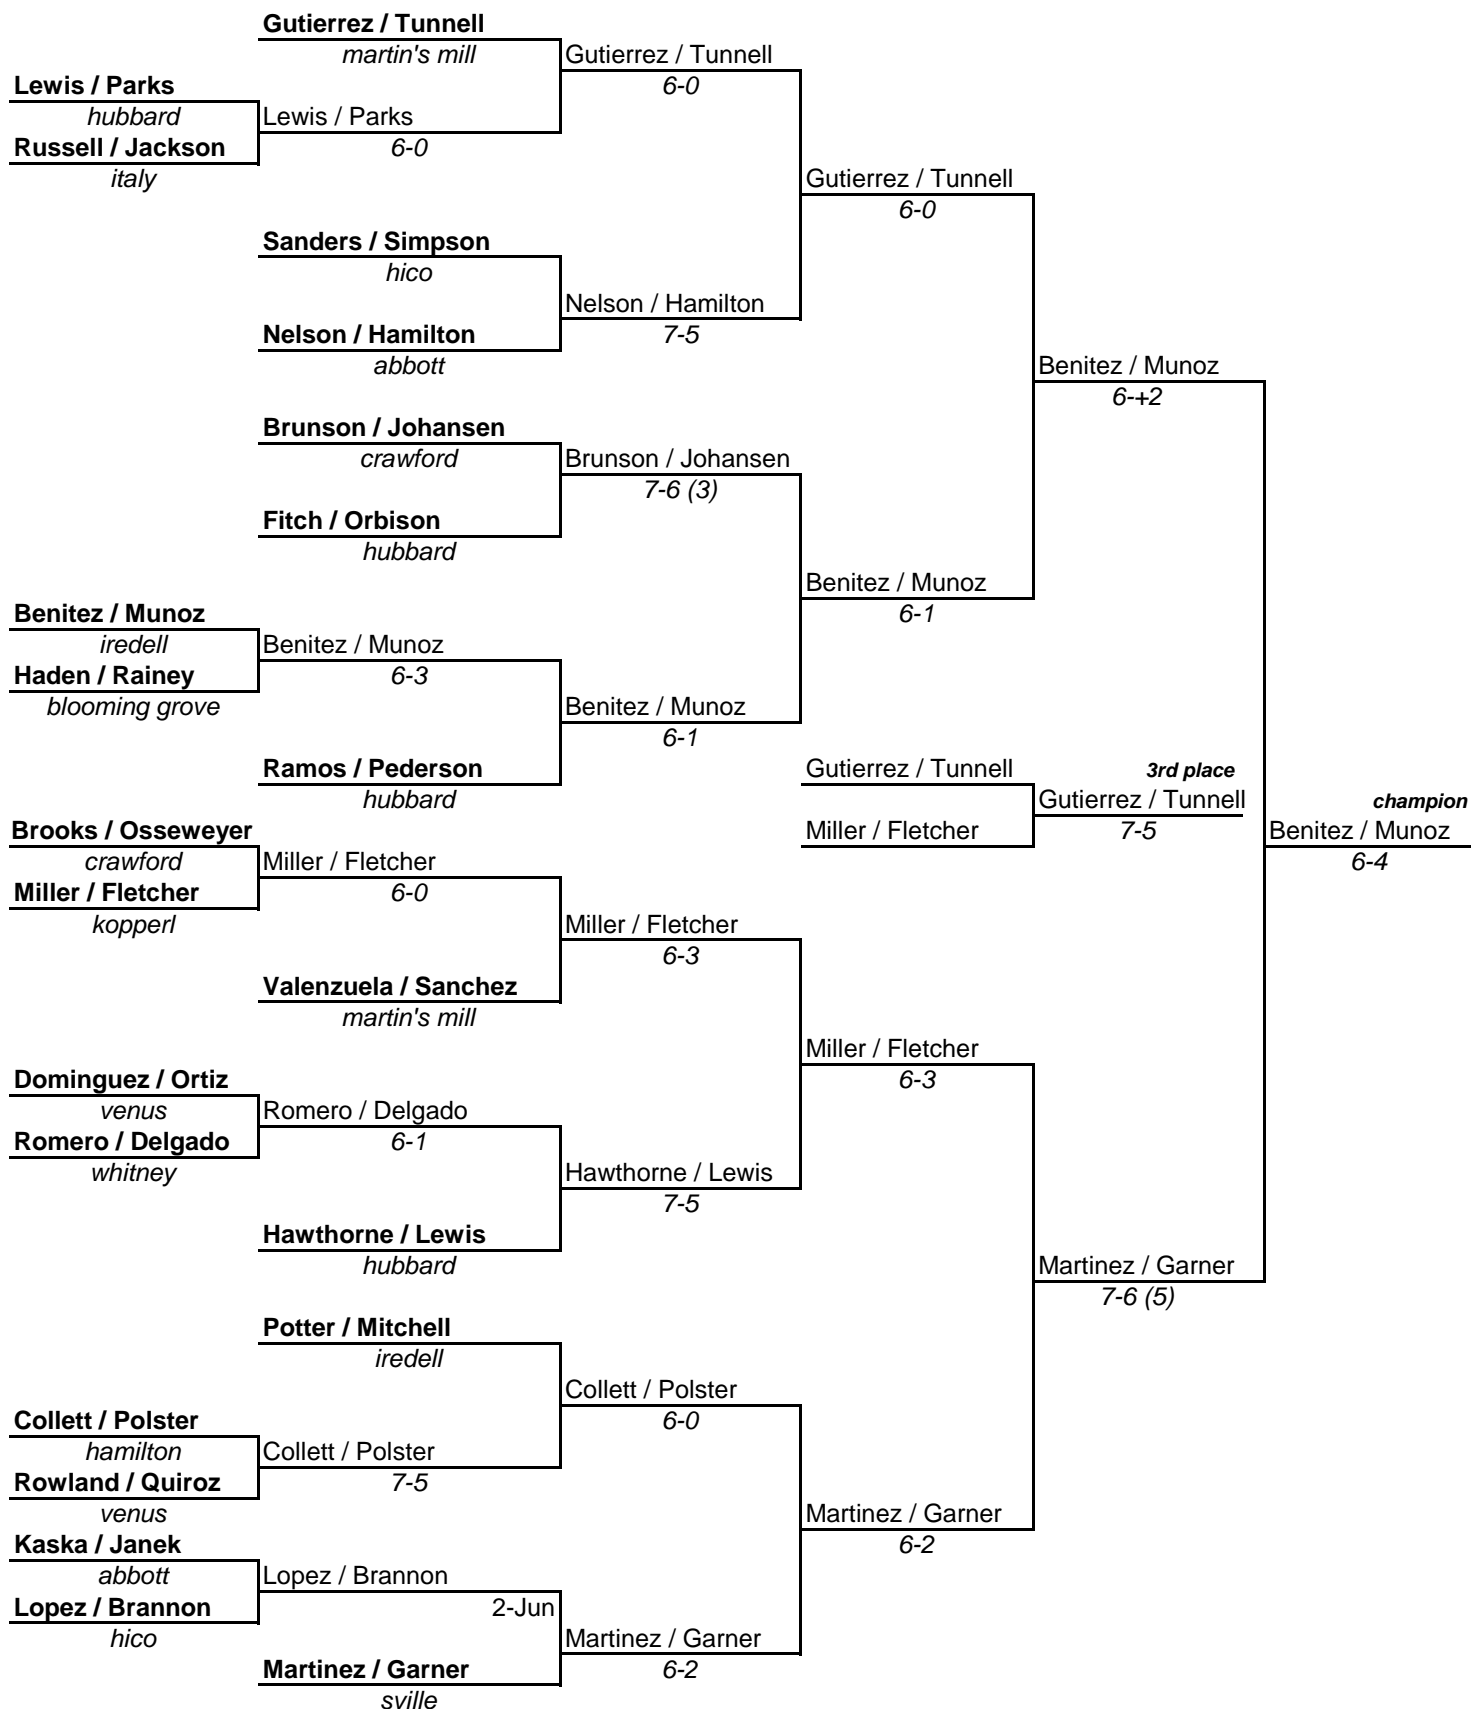 Gutierrez / Tunnell
martin's mill
Gutierrez / Tunnell
Lewis / Parks
6-0
hubbard
Lewis / Parks
Russell / Jackson
6-0
italy
Gutierrez / Tunnell
6-0
Sanders / Simpson
hico
Nelson / Hamilton
Nelson / Hamilton
7-5
abbott
Benitez / Munoz
6-+2
Brunson / Johansen
crawford
Brunson / Johansen
7-6 (3)
Fitch / Orbison
hubbard
Benitez / Munoz
Benitez / Munoz
6-1
iredell
Benitez / Munoz
Haden / Rainey
6-3
blooming grove
Benitez / Munoz
6-1
Ramos / Pederson
Gutierrez / Tunnell
3rd place
hubbard
Gutierrez / Tunnell
champion
Brooks / Osseweyer
Miller / Fletcher
7-5
Benitez / Munoz
crawford
Miller / Fletcher
6-4
Miller / Fletcher
6-0
kopperl
Miller / Fletcher
6-3
Valenzuela / Sanchez
martin's mill
Miller / Fletcher
Dominguez / Ortiz
6-3
venus
Romero / Delgado
Romero / Delgado
6-1
whitney
Hawthorne / Lewis
7-5
Hawthorne / Lewis
hubbard
Martinez / Garner
7-6 (5)
Potter / Mitchell
iredell
Collett / Polster
Collett / Polster
6-0
hamilton
Collett / Polster
Rowland / Quiroz
7-5
venus
Martinez / Garner
Kaska / Janek
6-2
abbott
Lopez / Brannon
Lopez / Brannon
2-Jun
hico
Martinez / Garner
Martinez / Garner
6-2
sville